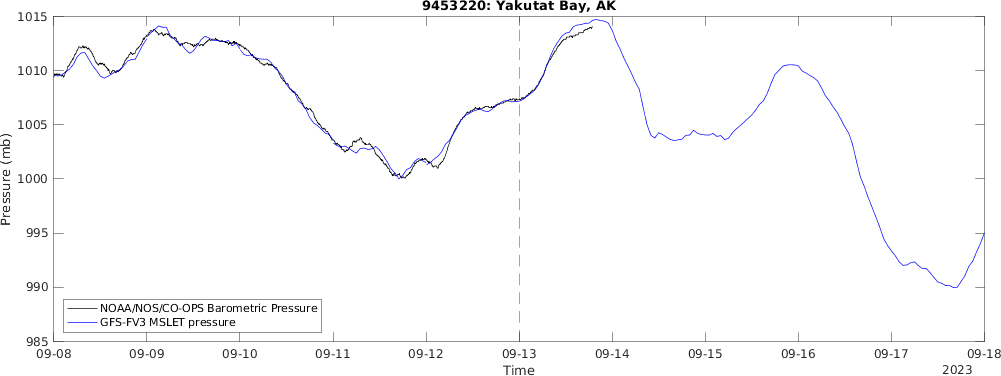 9453220: Yakutat Bay, AK
Pressure (mb)
1015
1010
1005
1000
995
990
985
NOAA/NOS/CO-OPS Barometric Pressure
GFS-FV3 MSLET pressure
09-08 09-09 09-10 09-11 09-12 09-13 09-14 09-15 09-16 09-17 09-18
Time
2023